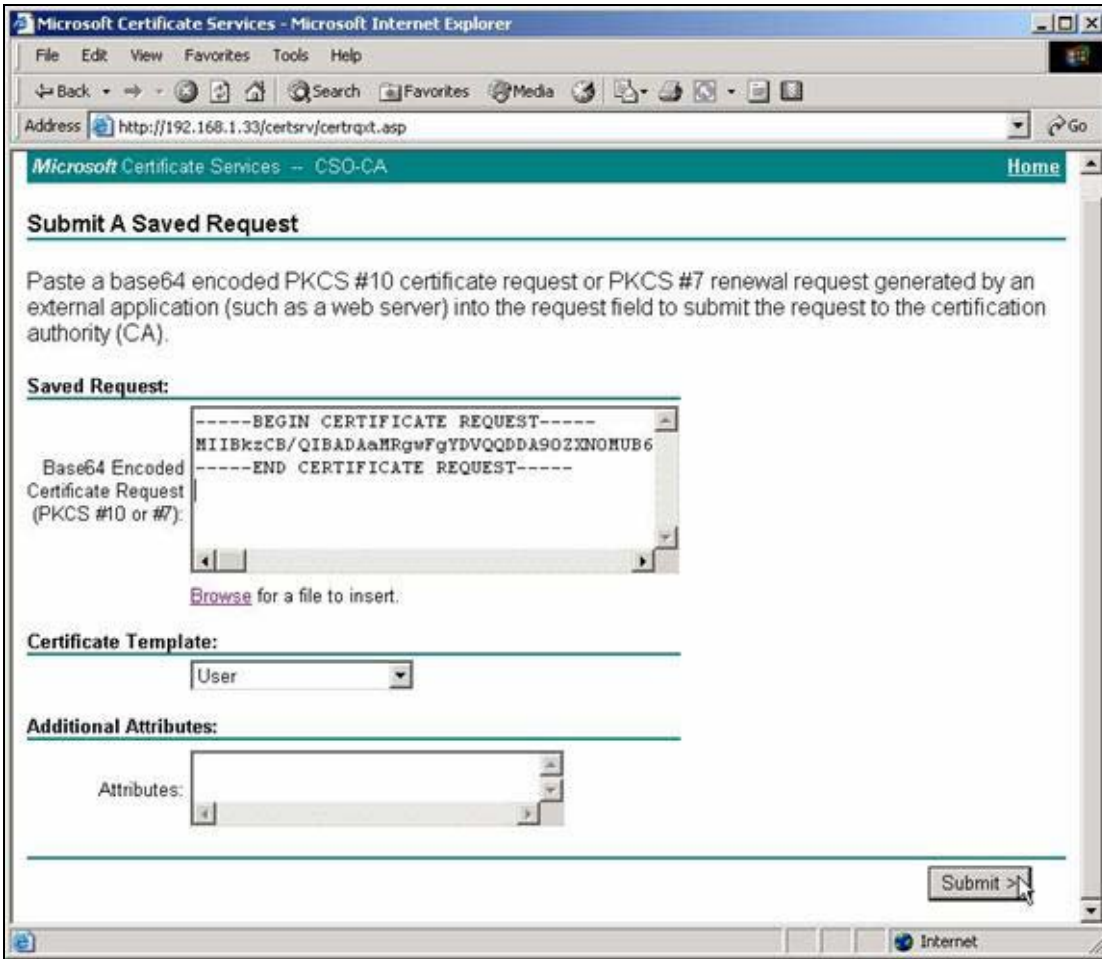 Microsoft Certificate Services - Microsoft Internet Explorer
File Edit View Favorites Tools Help
Back Search Favorites Media
Address http://192.168.1.33/certsrv/certrqxt.asp Go
Microsoft Certificate Services -- CSO-CA Home
Submit A Saved Request
Paste a base64 encoded PKCS #10 certificate request or PKCS #7 renewal request generated by an
external application (such as a web server) into the request field to submit the request to the certification
authority (CA).
Saved Request:
-----BEGIN CERTIFICATE REQUEST-----
MIIBkzCB/QIBADAaMRgwFgYDVQQDDA9OZXNOMUB6
-----END CERTIFICATE REQUEST-----
Base64 Encoded
Certificate Request
(PKCS #10 or #7):
Browse for a file to insert.
Certificate Template:
User
Additional Attributes:
Attributes:
Submit >
Internet